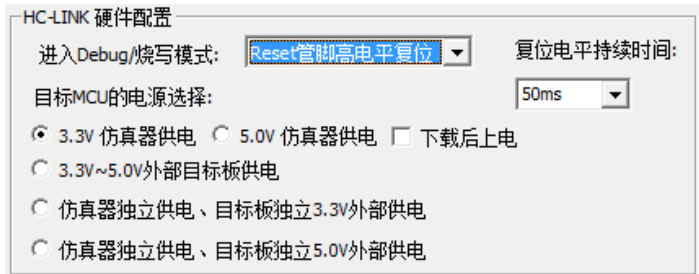 HC-LINK 硬件配置
进入Debug/烧写模式: Reset管脚高电平复位 复位电平持续时间:
目标MCU的电源选择: 50ms
3.3V 仿真器供电 5.0V 仿真器供电 下载后上电
3.3V~5.0V外部目标板供电
仿真器独立供电、目标板独立3.3V外部供电
仿真器独立供电、目标板独立5.0V外部供电